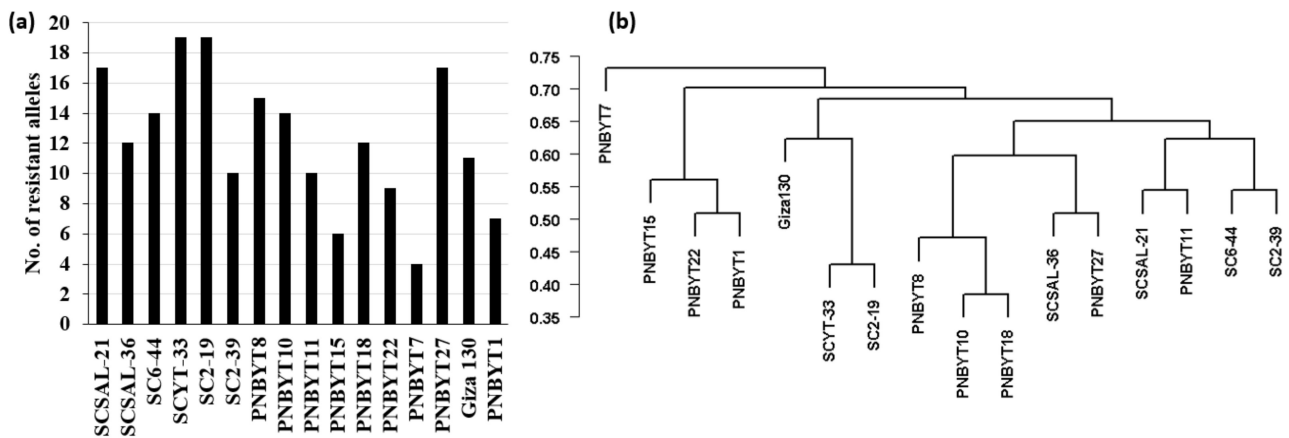 (a)
No. of resistant alleles
20
18
16
14
12
10
8
6
4
2
0
SCSAL-21
SCSAL-36
SC6-44
SCYT-33
SC2-19
SC2-39
PNBYT8
PNBYT10
PNBYT11
PNBYT15
PNBYT18
PNBYT22
PNBYT7
PNBYT27
Giza 130
PNBYT1
(b)
0.75
0.70
0.65
0.60
0.55
0.50
0.45
0.40
0.35
PNBYT7
PNBYT15
PNBYT22
PNBYT1
Giza130
SCYT-33
SC2-19
PNBYT8
PNBYT10
PNBYT18
SCSAL-36
PNBYT27
SCSAL-21
PNBYT11
SC6-44
SC2-39